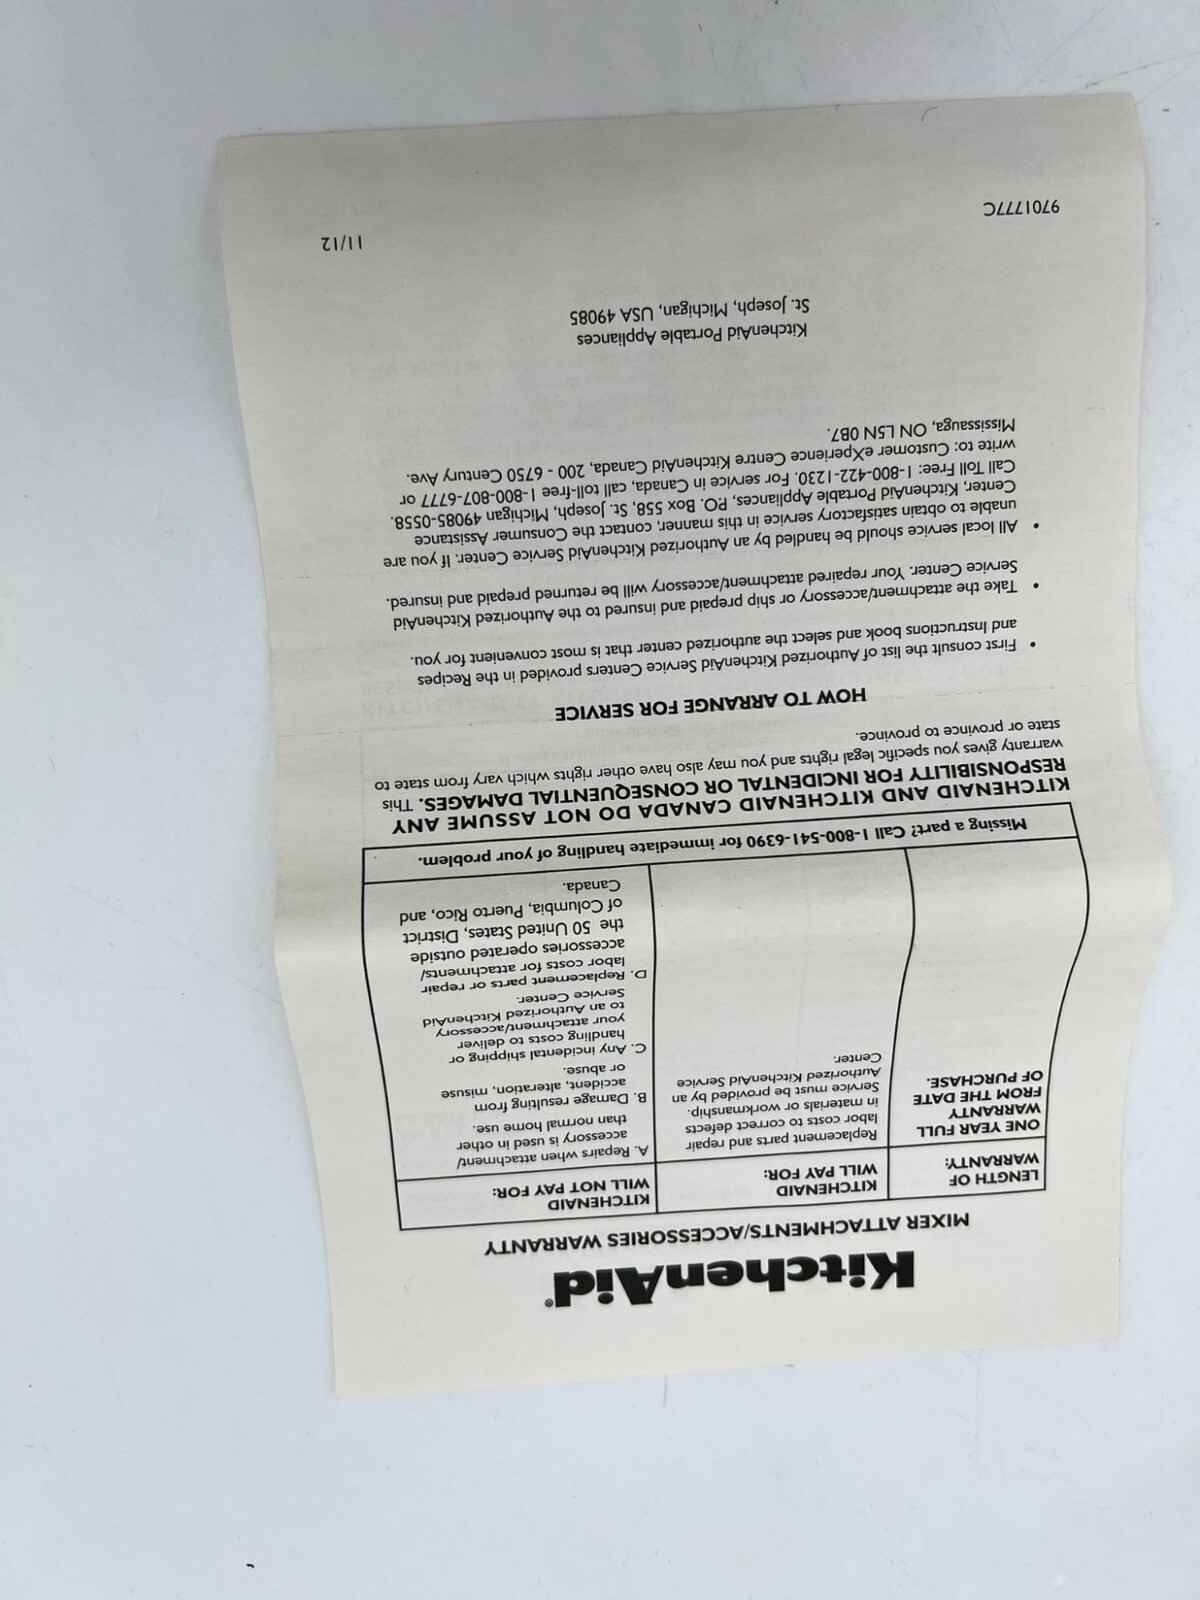 KitchenAid®
MIXER ATTACHMENTS/ACCESSORIES WARRANTY
LENGTH OF
WARRANTY:
KITCHENAID
WILL PAY FOR:
KITCHENAID
WILL NOT PAY FOR:
ONE YEAR FULL
WARRANTY
FROM THE DATE
OF PURCHASE.
Replacement parts and repair
labor costs to correct defects
in materials or workmanship.
Service must be provided by an
Authorized KitchenAid Service
Center.
A. Repairs when attachment/
accessory is used in other
than normal home use.
B. Damage resulting from
accident, alteration, misuse
or abuse.
C. Any incidental shipping or
handling costs to deliver
your attachment/accessory
to an Authorized KitchenAid
Service Center.
D. Replacement parts or repair
labor costs for attachments/
accessories operated outside
the 50 United States, District
of Columbia, Puerto Rico, and
Canada.
Missing a part? Call 1-800-541-6390 for immediate handling of your problem.
KITCHENAID AND KITCHENAID CANADA DO NOT ASSUME ANY
RESPONSIBILITY FOR INCIDENTAL OR CONSEQUENTIAL DAMAGES. This
warranty gives you specific legal rights and you may also have other rights which vary from state to
state or province to province.
HOW TO ARRANGE FOR SERVICE
• First consult the list of Authorized KitchenAid Service Centers provided in the Recipes
and Instructions book and select the authorized center that is most convenient for you.
• Take the attachment/accessory or ship prepaid and insured to the Authorized KitchenAid
Service Center. Your repaired attachment/accessory will be returned prepaid and insured.
• All local service should be handled by an Authorized KitchenAid Service Center. If you are
unable to obtain satisfactory service in this manner, contact the Consumer Assistance
Center, KitchenAid Portable Appliances, P.O. Box 558, St. Joseph, Michigan 49085-0558.
Call Toll Free: 1-800-422-1230. For service in Canada, call toll-free 1-800-807-6777 or
write to: Customer eXperience Centre KitchenAid Canada, 200 - 6750 Century Ave.
Mississauga, ON L5N 0B7.
KitchenAid Portable Appliances
St. Joseph, Michigan, USA 49085
9701777C
11/12